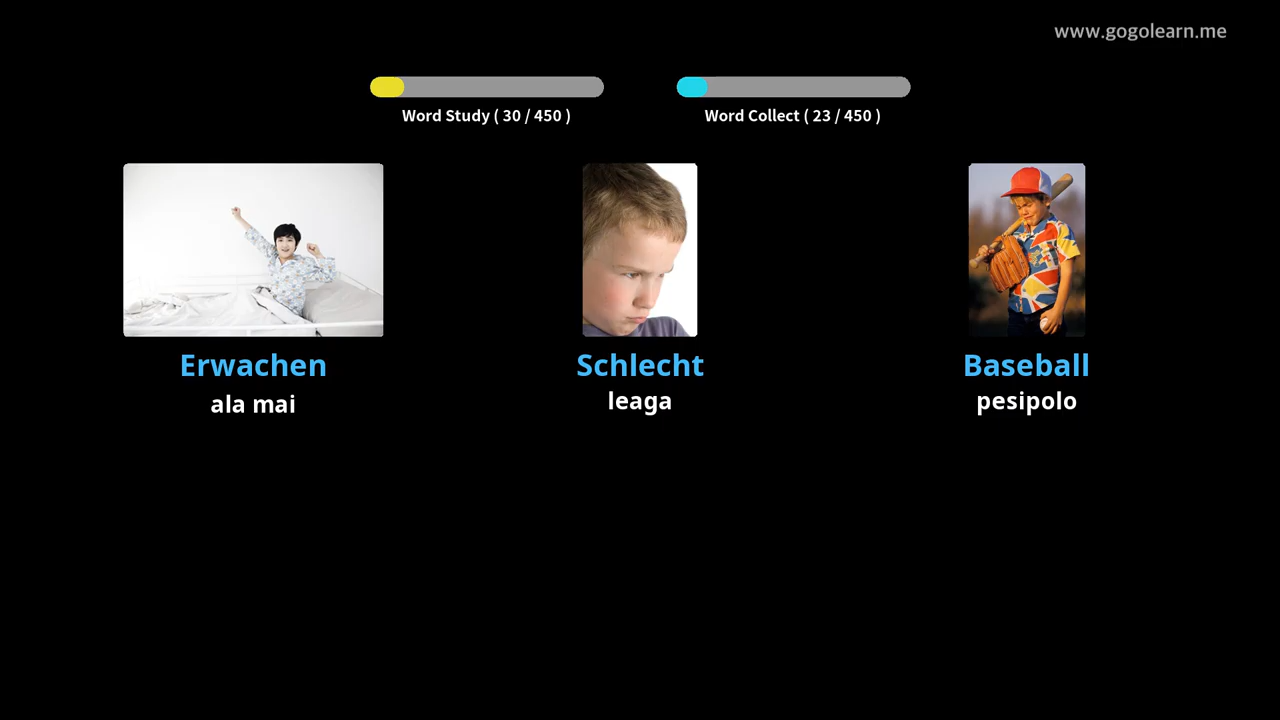 www.gogolearn.me
Word Study ( 30 / 450 )
Word Collect ( 23 / 450 )
Erwachen
ala mai
Schlecht
leaga
Baseball
pesipolo